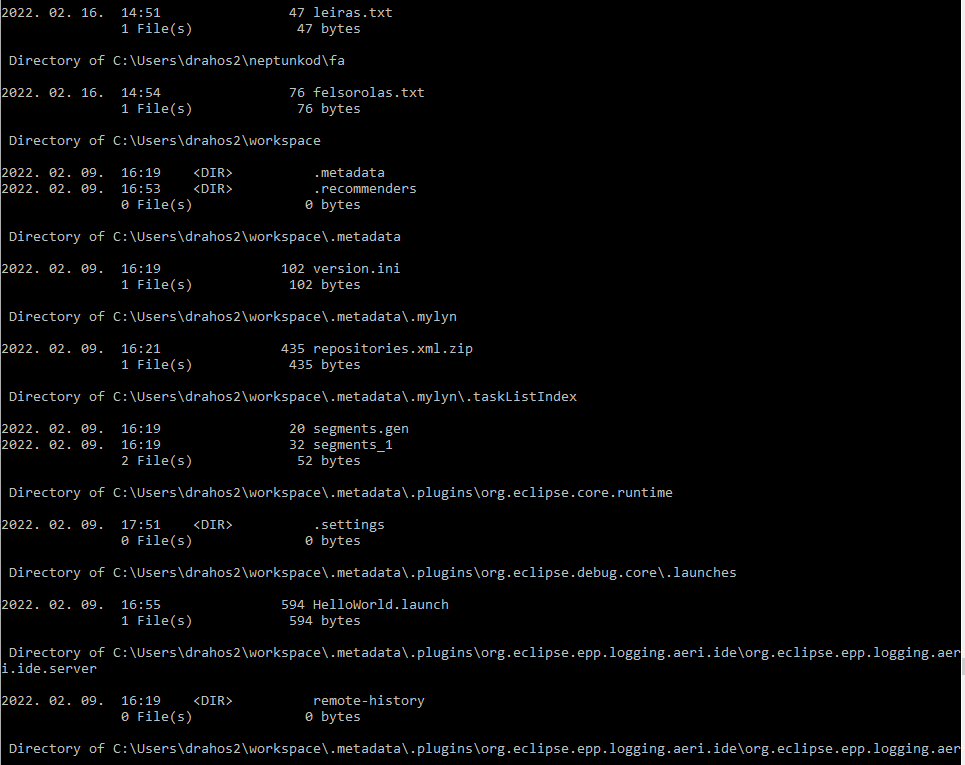 2022. 02. 16.  14:51                47 leiras.txt
               1 File(s)             47 bytes
 Directory of C:\Users\drahos2\neptunkod\fa
2022. 02. 16.  14:54                76 felsorolas.txt
               1 File(s)             76 bytes
 Directory of C:\Users\drahos2\workspace
2022. 02. 09.  16:19    <DIR>          .metadata
2022. 02. 09.  16:53    <DIR>          .recommenders
               0 File(s)              0 bytes
 Directory of C:\Users\drahos2\workspace\.metadata
2022. 02. 09.  16:19               102 version.ini
               1 File(s)            102 bytes
 Directory of C:\Users\drahos2\workspace\.metadata\.mylyn
2022. 02. 09.  16:21               435 repositories.xml.zip
               1 File(s)            435 bytes
 Directory of C:\Users\drahos2\workspace\.metadata\.mylyn\.taskListIndex
2022. 02. 09.  16:19                20 segments.gen
2022. 02. 09.  16:19                32 segments_1
               2 File(s)             52 bytes
 Directory of C:\Users\drahos2\workspace\.metadata\.plugins\org.eclipse.core.runtime
2022. 02. 09.  17:51    <DIR>          .settings
               0 File(s)              0 bytes
 Directory of C:\Users\drahos2\workspace\.metadata\.plugins\org.eclipse.debug.core\.launches
2022. 02. 09.  16:55               594 HelloWorld.launch
               1 File(s)            594 bytes
 Directory of C:\Users\drahos2\workspace\.metadata\.plugins\org.eclipse.epp.logging.aeri.ide\org.eclipse.epp.logging.aer
i.ide.server
2022. 02. 09.  16:19    <DIR>          remote-history
               0 File(s)              0 bytes
 Directory of C:\Users\drahos2\workspace\.metadata\.plugins\org.eclipse.epp.logging.aeri.ide\org.eclipse.epp.logging.aer